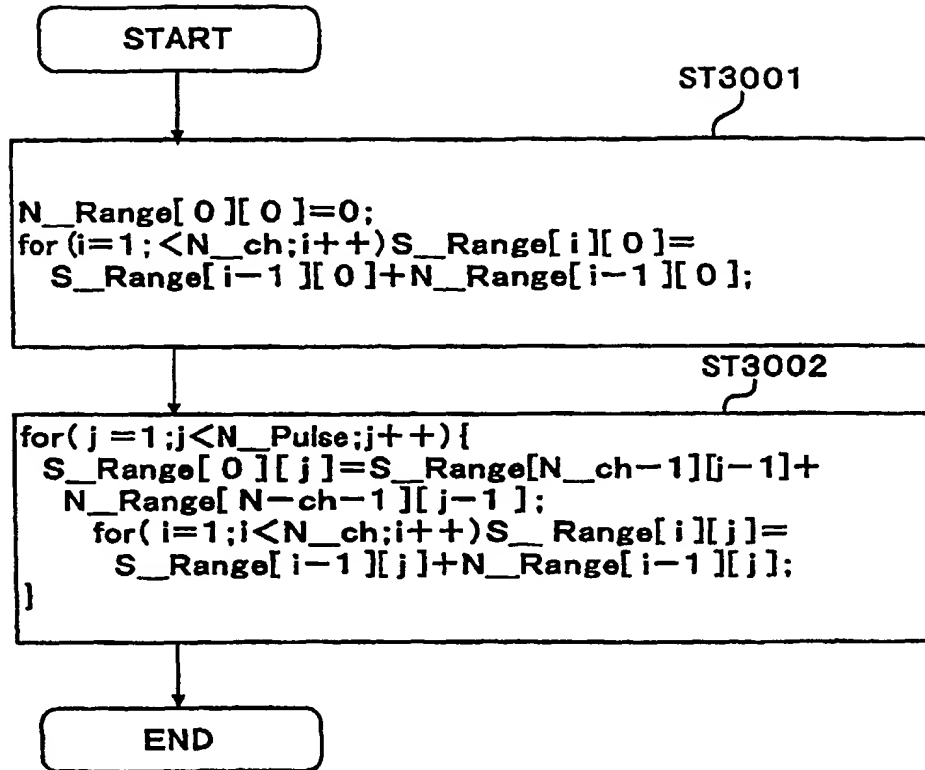 START
ST3001
N__Range[ 0 ][ 0 ]=0;
for (i=1;<N__ch;i++)S__Range[ i ][ 0 ]=
S__Range[ i-1 ][ 0 ]+N__Range[ i-1 ][ 0 ];
ST3002
for( j =1;j<N__Pulse;j++){
S__Range[ 0 ][ j ]=S__Range[N__ch-1][j-1]+
N__Range[ N-ch-1 ][ j-1 ];
for( i=1;i<N__ch;i++)S__ Range[ i ][ j ]=
S__Range[ i-1 ][ j ]+N__Range[ i-1 ][ j ];
}
END